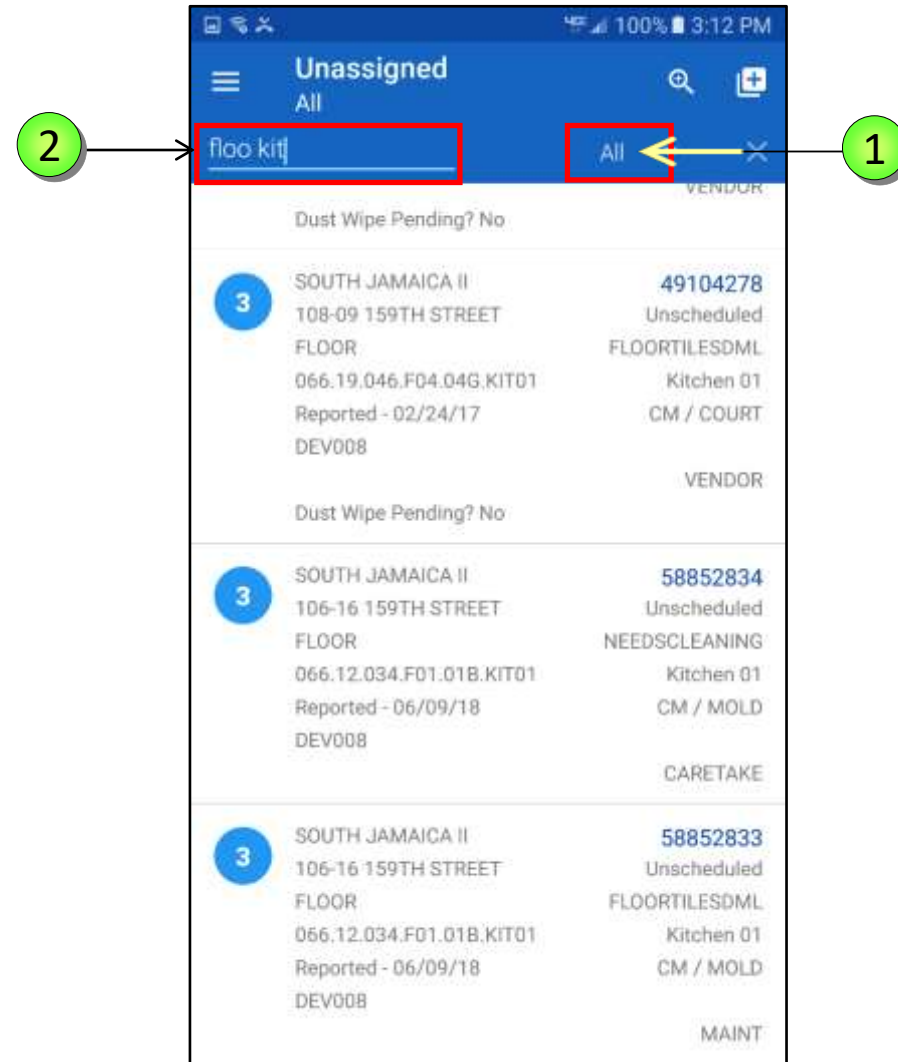 4G 100% 3:12 PM
Unassigned
All
floo kit
All
2
1
VENDOR
Dust Wipe Pending? No
3
SOUTH JAMAICA II 49104278
108-09 159TH STREET Unscheduled
FLOOR FLOORTILESDML
066.19.046.F04.04G.KIT01 Kitchen 01
Reported - 02/24/17 CM / COURT
DEV008
VENDOR
Dust Wipe Pending? No
3
SOUTH JAMAICA II 58852834
106-16 159TH STREET Unscheduled
FLOOR NEEDSCLEANING
066.12.034.F01.01B.KIT01 Kitchen 01
Reported - 06/09/18 CM / MOLD
DEV008
CARETAKE
3
SOUTH JAMAICA II 58852833
106-16 159TH STREET Unscheduled
FLOOR FLOORTILESDML
066.12.034.F01.01B.KIT01 Kitchen 01
Reported - 06/09/18 CM / MOLD
DEV008
MAINT